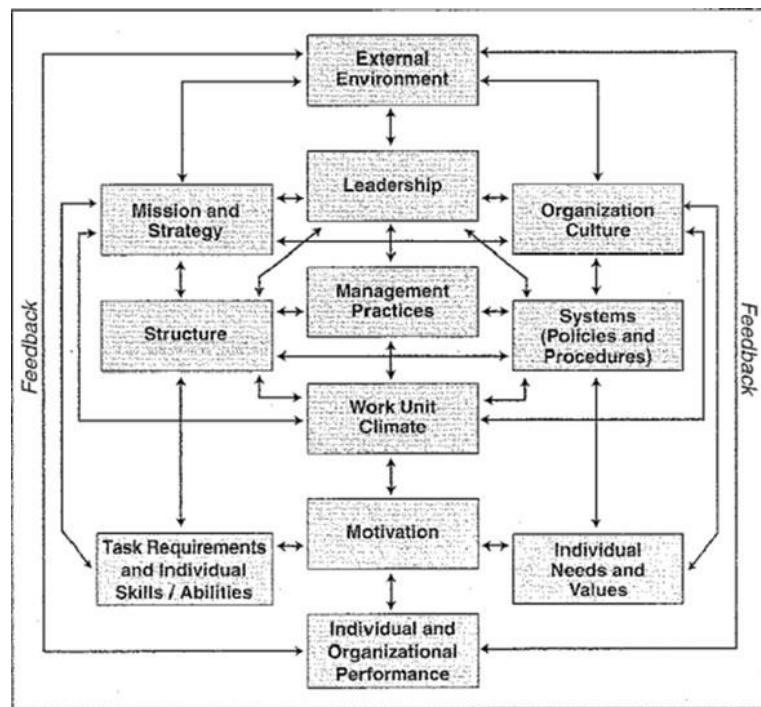 External
Environment
Leadership
Mission and
Strategy
Organization
Culture
Management
Practices
Structure
Systems
(Policies and
Procedures)
Feedback
Feedback
Work Unit
Climate
Motivation
Task Requirements
and Individual
Skills / Abilities
Individual
Needs and
Values
Individual and
Organizational
Performance